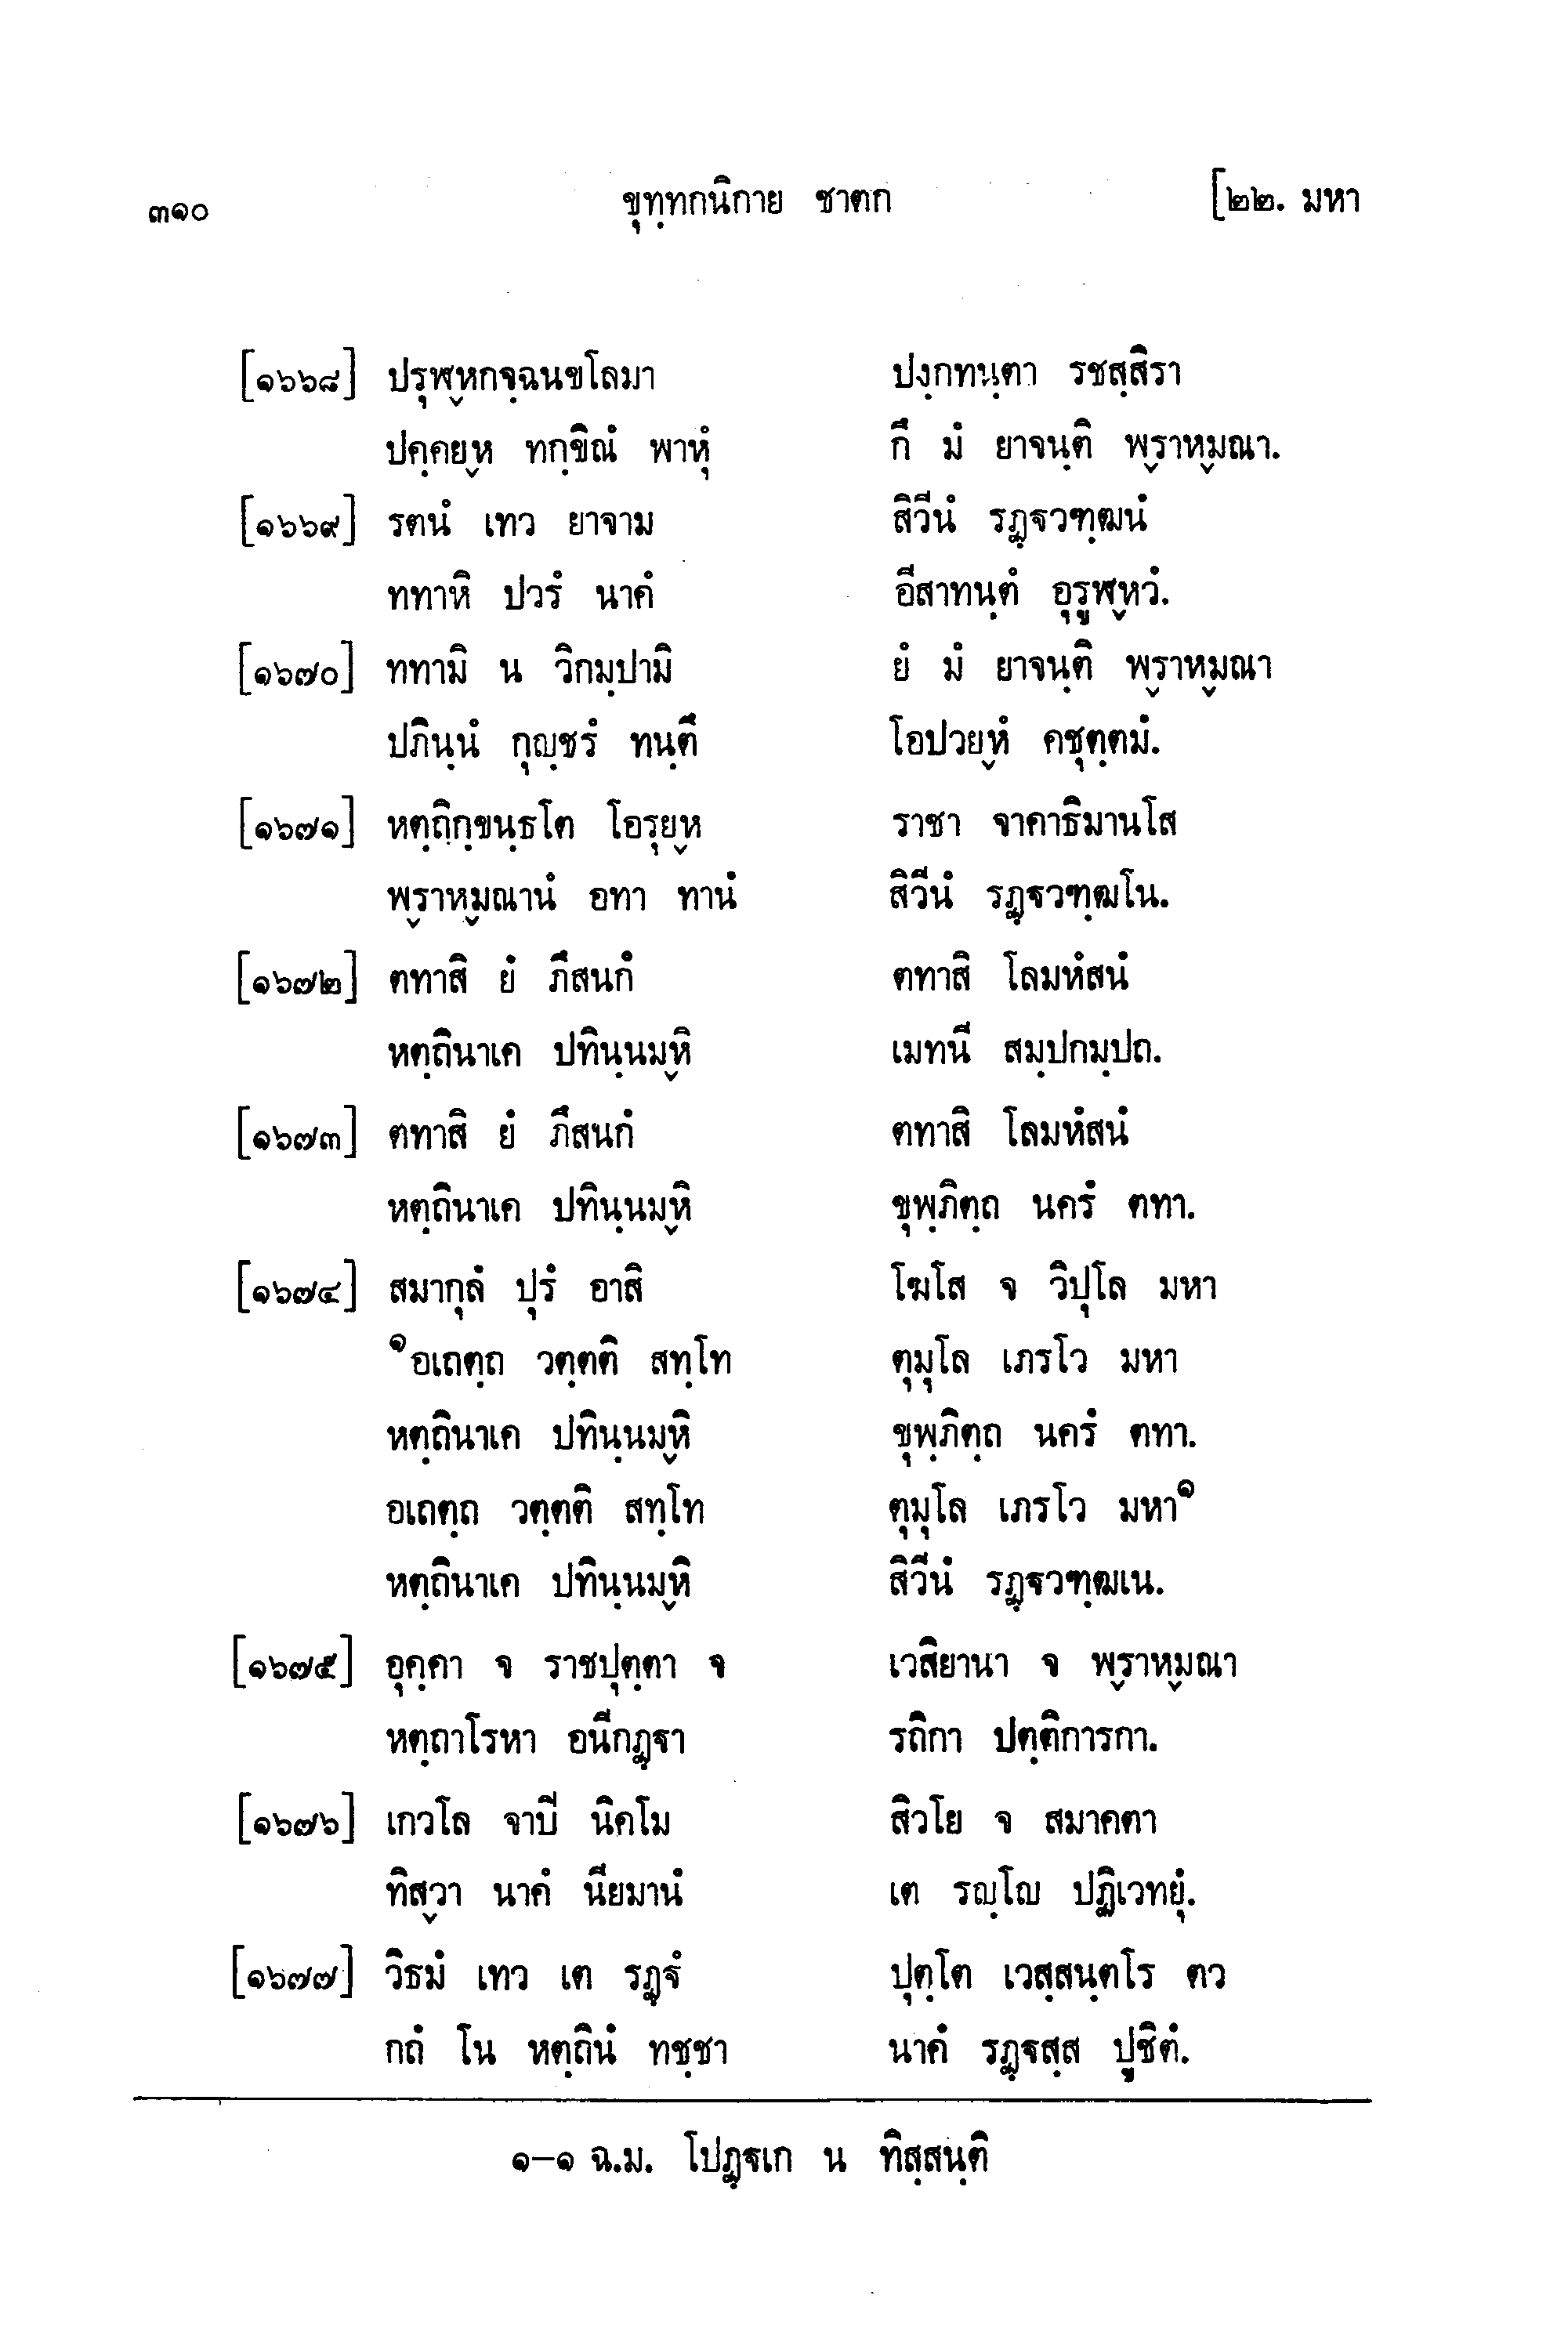 ๓๑๐ ขุทฺทกนิกาย ชาตก [๒๒. มหา
[๑๖๖๘] ปรุฬฺหกจฺฉนขโลมา ปงฺกทนฺตา รชสฺสิรา
ปคฺคยฺห ทกฺขิณํ พาหุํ กึ มํ ยาจนฺติ พฺราหฺมณา.
[๑๖๖๙] รตนํ เทว ยาจาม สิวีนํ รฏฺฐวฑฺฒนํ
ททาหิ ปวรํ นาคํ อีสาทนฺตํ อุรูฬฺหวํ.
[๑๖๗๐] ททามิ น วิกมฺปามิ ยํ มํ ยาจนฺติ พฺราหฺมณา
ปภินฺนํ กุญฺชรํ ทนฺตึ โอปวยฺหํ คชุตฺตมํ.
[๑๖๗๑] หตฺถิกฺขนฺธโต โอรุยฺห ราชา จาคาธิมานโส
พฺราหฺมณานํ อทา ทานํ สิวีนํ รฏฺฐวฑฺฒโน.
[๑๖๗๒] ตทาสิ ยํ ภึสนกํ ตทาสิ โลมหํสนํ
หตฺถินาเค ปทินฺนมฺหิ เมทนี สมฺปกมฺปถ.
[๑๖๗๓] ตทาสิ ยํ ภึสนกํ ตทาสิ โลมหํสนํ
หตฺถินาเค ปทินฺนมฺหิ ขุพฺภิตฺถ นครํ ตทา.
[๑๖๗๔] สมากุลํ ปุรํ อาสิ โฆโส จ วิปุโล มหา
๑อเถตฺถ วตฺตติ สทฺโท ตุมุโล เภรโว มหา
หตฺถินาเค ปทินฺนมฺหิ ขุพฺภิตฺถ นครํ ตทา.
อเถตฺถ วตฺตติ สทฺโท ตุมุโล เภรโว มหา๑
หตฺถินาเค ปทินฺนมฺหิ สิวีนํ รฏฺฐวฑฺฒเน.
[๑๖๗๕] อุคฺคา จ ราชปุตฺตา จ เวสิยานา จ พฺราหฺมณา
หตฺถาโรหา อนีกฏฺฐา รถิกา ปตฺติการกา.
[๑๖๗๖] เกวโล จาปิ นิคโม สิวโย จ สมาคตา
ทิสฺวา นาคํ นียมานํ เต รญฺโญ ปฏิเวทยุํ.
[๑๖๗๗] วิธมํ เทว เต รฏฺฐํ ปุตฺโต เวสฺสนฺตโร ตว
กถํ โน หตฺถินํ ทชฺชา นาคํ รฏฺฐสฺส ปูชิตํ.
๑–๑ ฉ.ม. โปฏฺฐเก น ทิสฺสนฺติ